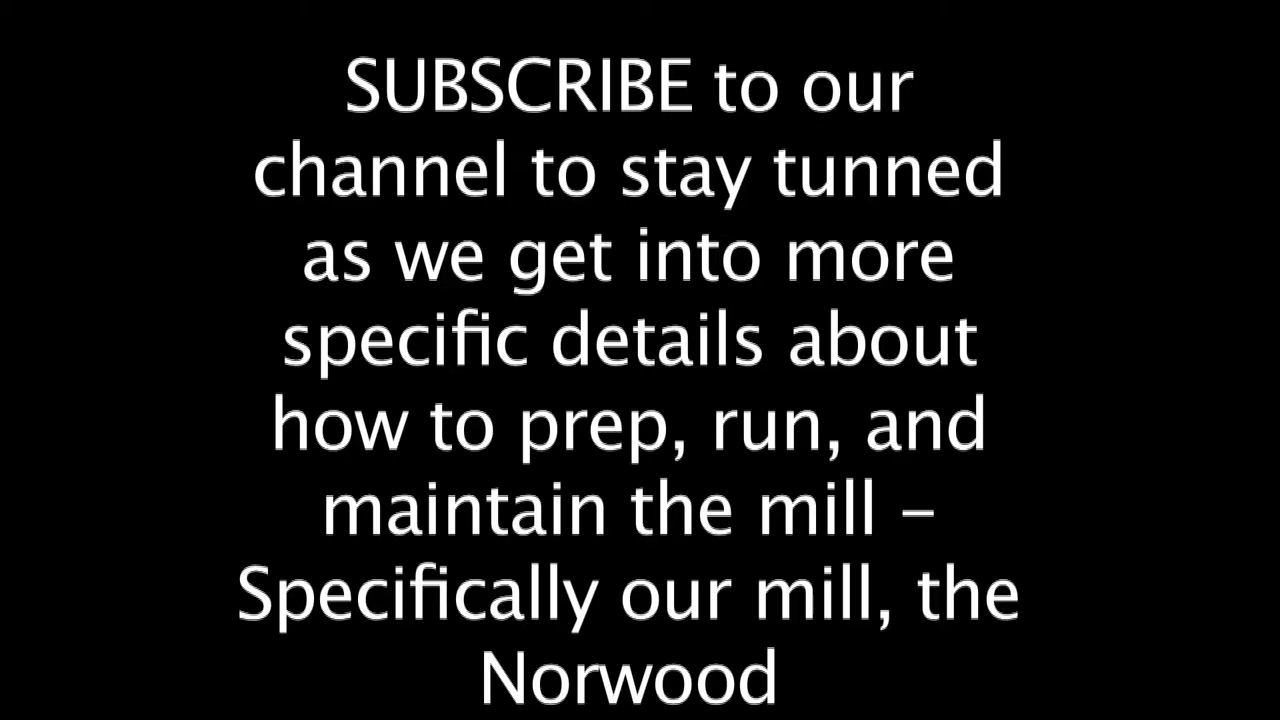 SUBSCRIBE to our
channel to stay tunned
as we get into more
specific details about
how to prep, run, and
maintain the mill –
Specifically our mill, the
Norwood